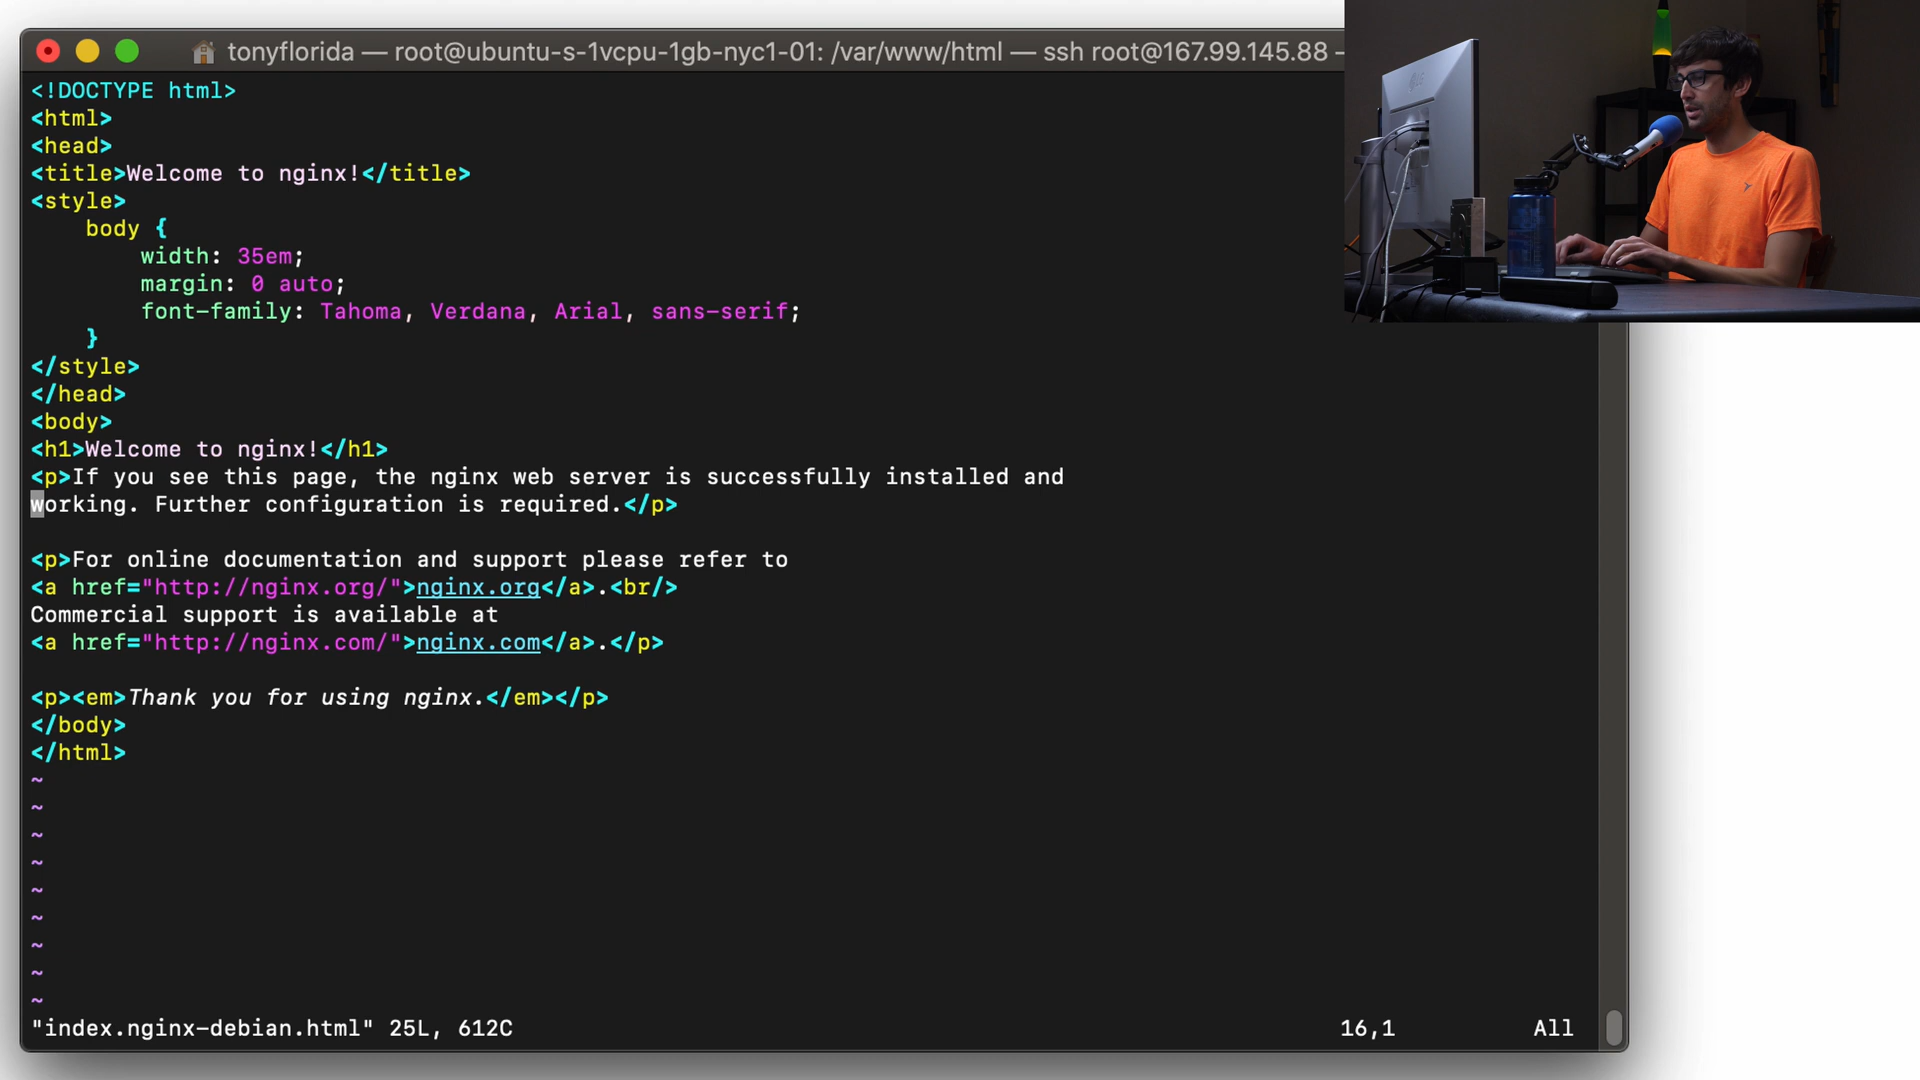 tonyflorida — root@ubuntu-s-1vcpu-1gb-nyc1-01: /var/www/html — ssh root@167.99.145.88 –
<!DOCTYPE html>
<html>
<head>
<title>Welcome to nginx!</title>
<style>
    body {
        width: 35em;
        margin: 0 auto;
        font-family: Tahoma, Verdana, Arial, sans-serif;
    }
</style>
</head>
<body>
<h1>Welcome to nginx!</h1>
<p>If you see this page, the nginx web server is successfully installed and
working. Further configuration is required.</p>

<p>For online documentation and support please refer to
<a href="http://nginx.org/">nginx.org</a>.<br/>
Commercial support is available at
<a href="http://nginx.com/">nginx.com</a>.</p>

<p><em>Thank you for using nginx.</em></p>
</body>
</html>
~
~
~
~
~
~
~
~
~
"index.nginx-debian.html" 25L, 612C 16,1 All